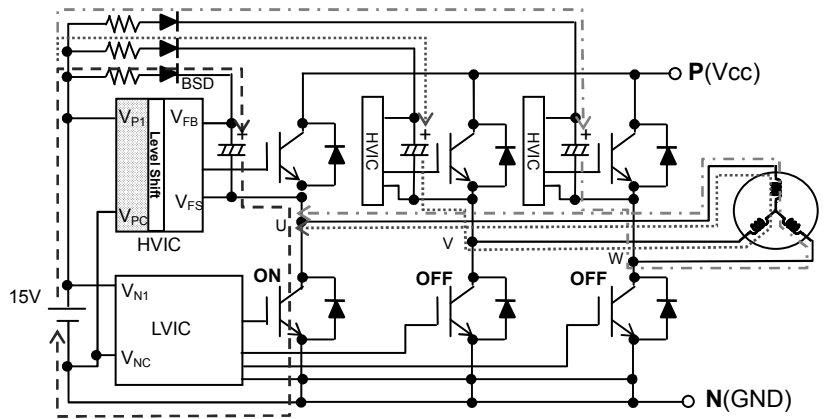 P(Vcc)
BSD
VP1
VFB
Level Shift
HVIC
HVIC
VPC
VFS
HVIC
U
V
W
+
+
+
15V
VN1
LVIC
VNC
ON
OFF
OFF
N(GND)